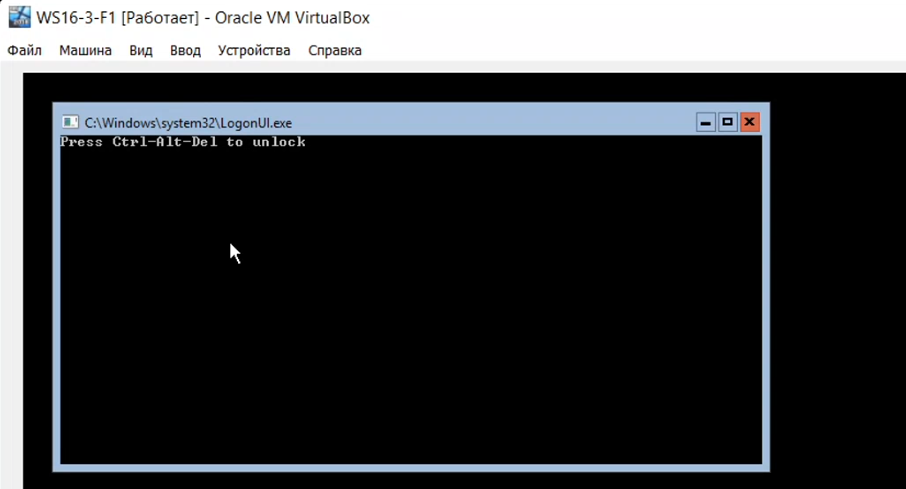 WS16-3-F1 [Работает] - Oracle VM VirtualBox
Файл Машина Вид Ввод Устройства Справка
C:\Windows\system32\LogonUI.exe
Press Ctrl-Alt-Del to unlock